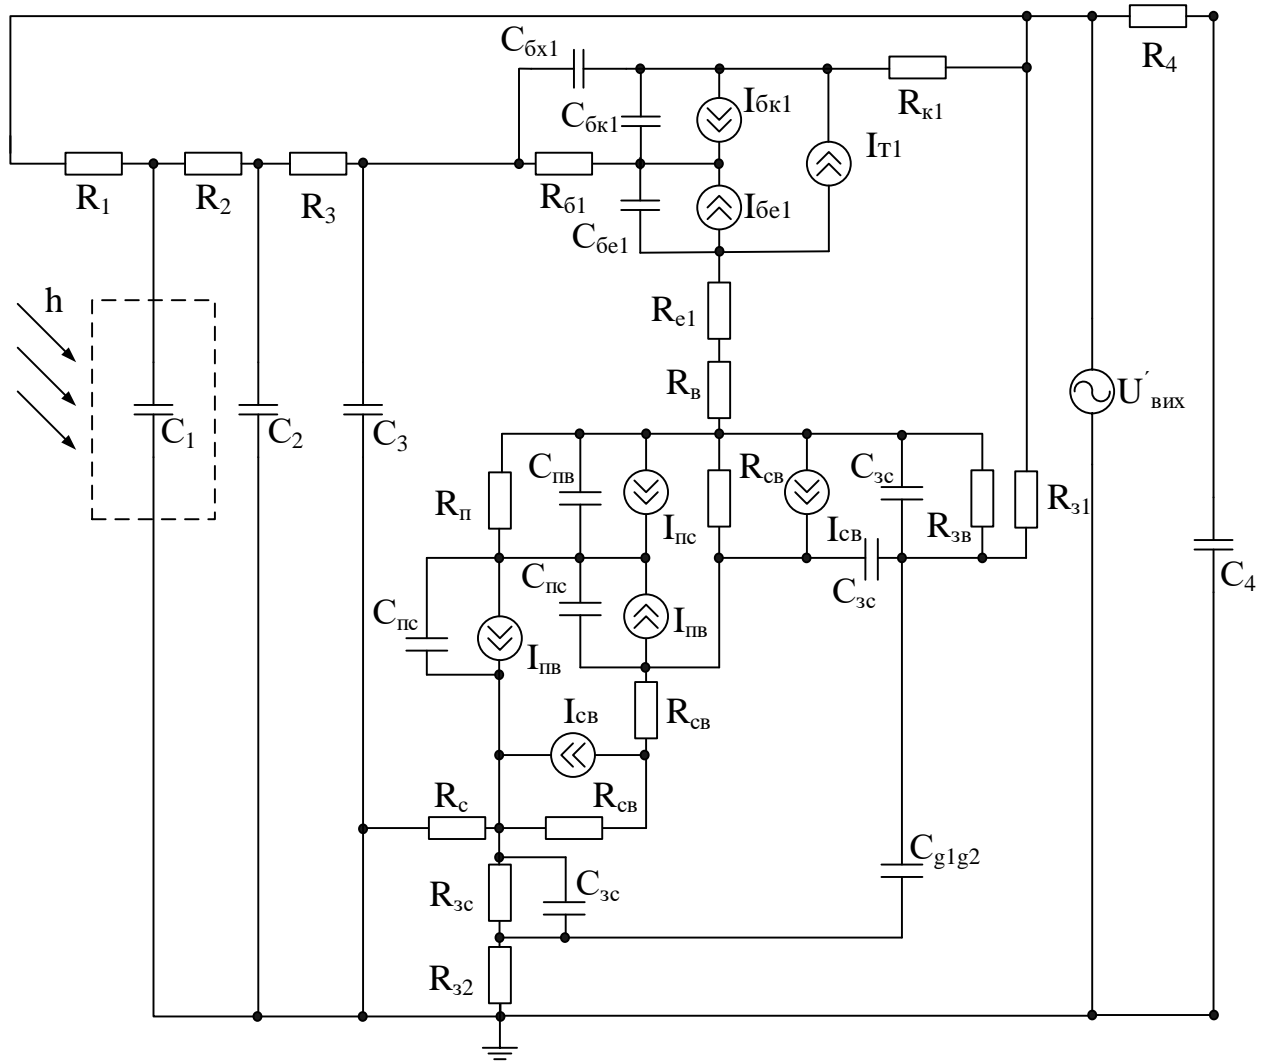 R4
Cбх1
Cбк1
Iбк1
Rк1
IТ1
R1
R2
R3
Rб1
Cбе1
Iбе1
h
Rе1
Rв
U´вих
C1
C2
C3
Rп
Cпв
Iпс
Rсв
Iсв
Cзс
Rзв
Rз1
Cзс
C4
Cпс
Cпс
Iпв
Iпв
Iсв
Rсв
Rс
Rсв
Cg1g2
Rзс
Cзс
Rз2